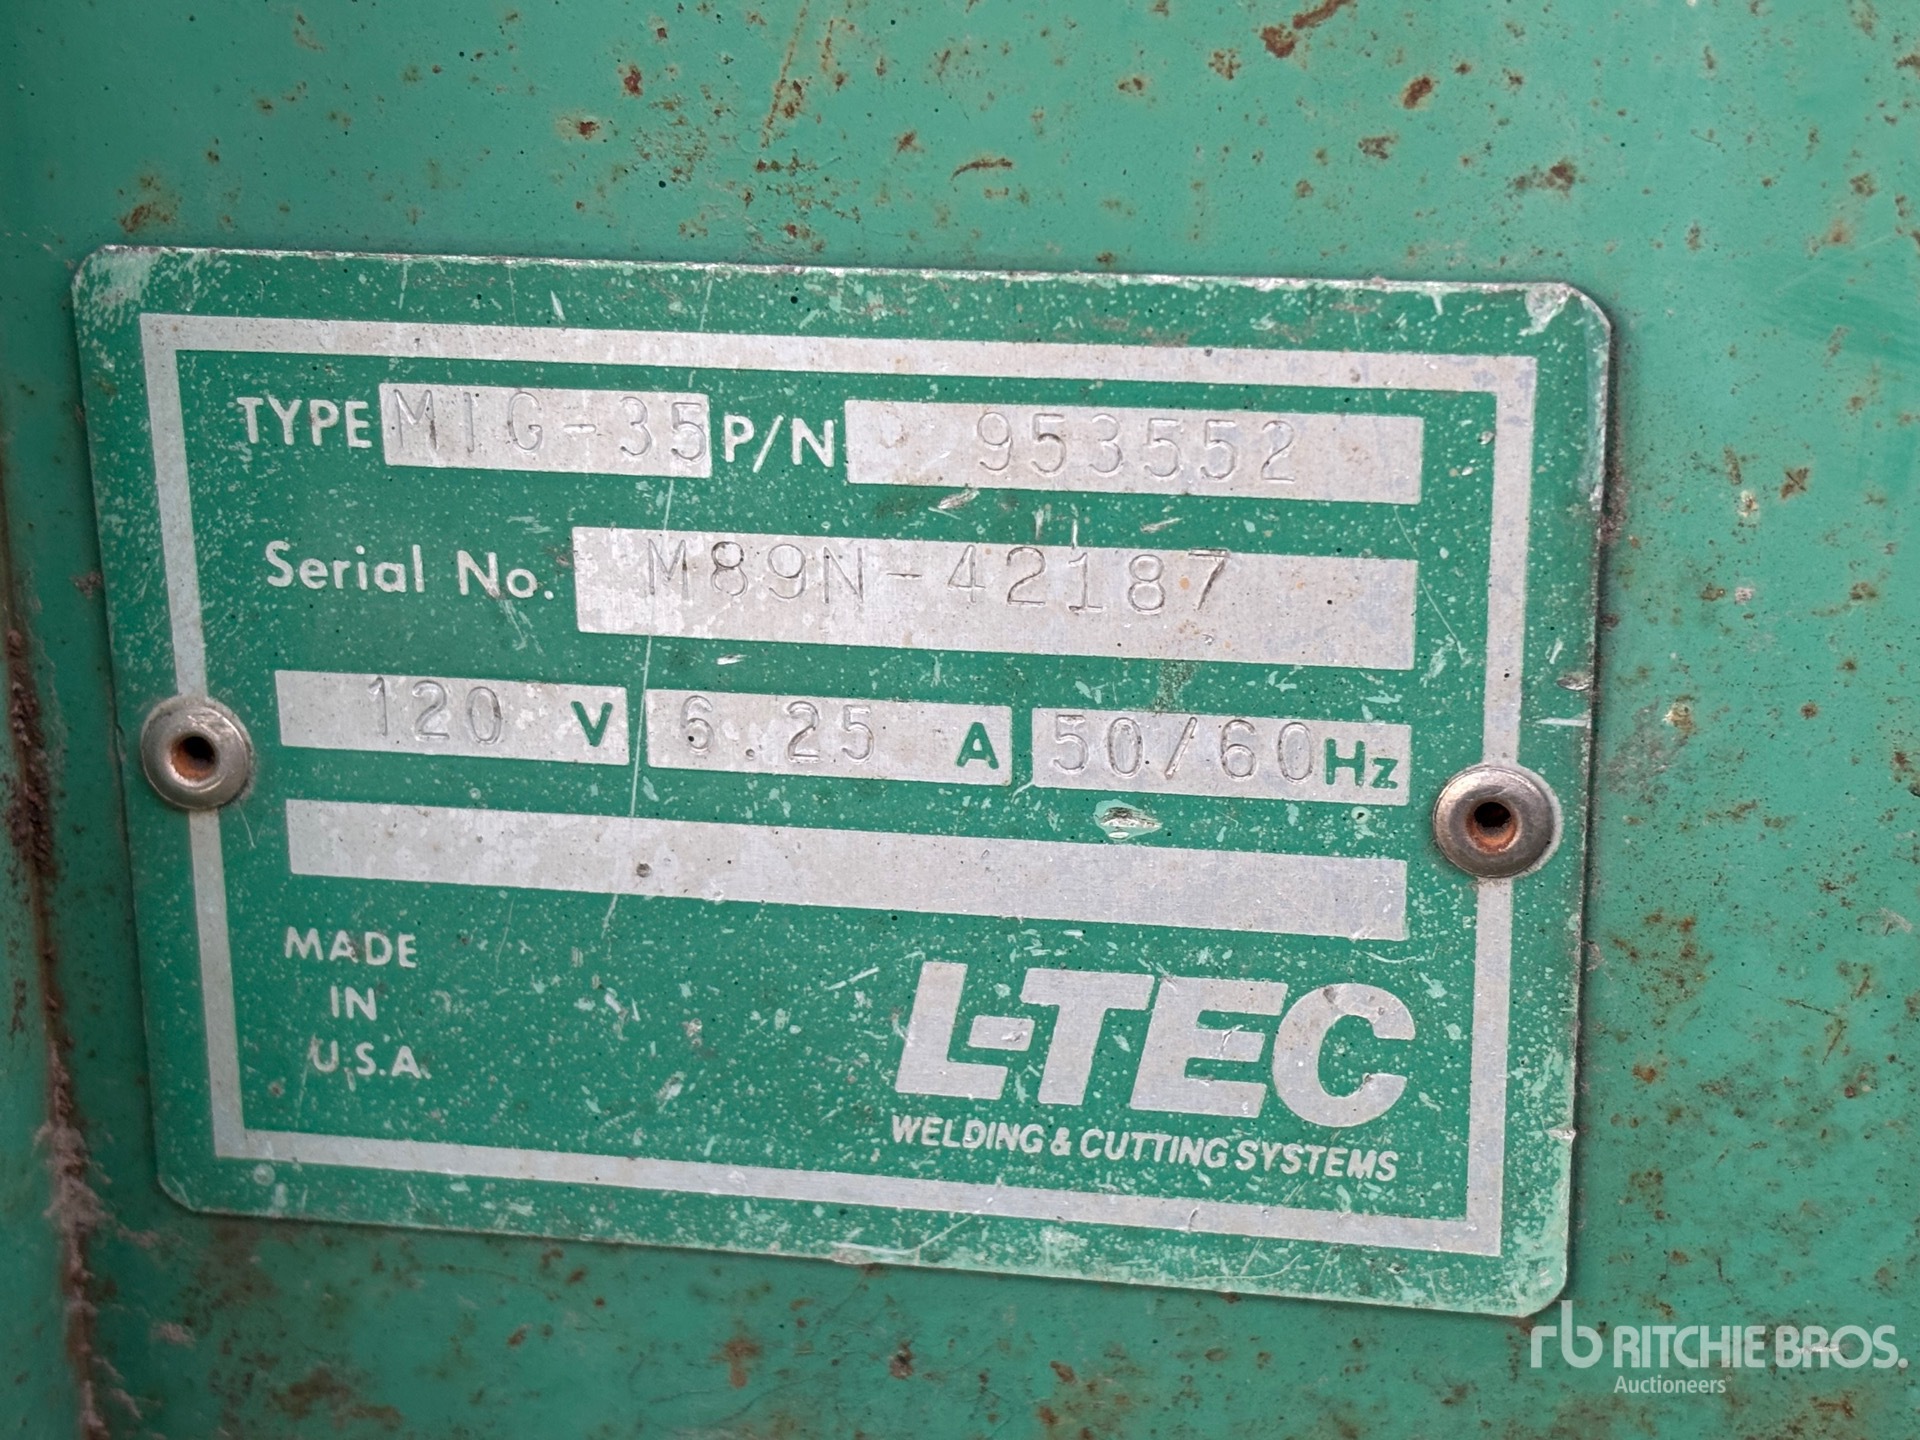 TYPE MIG-35 P/N 953552
Serial No. M89N-42187
120 V 6.25 A 50/60 Hz
MADE
IN
U.S.A.
L-TEC
WELDING & CUTTING SYSTEMS
rb RITCHIE BROS.
Auctioneers